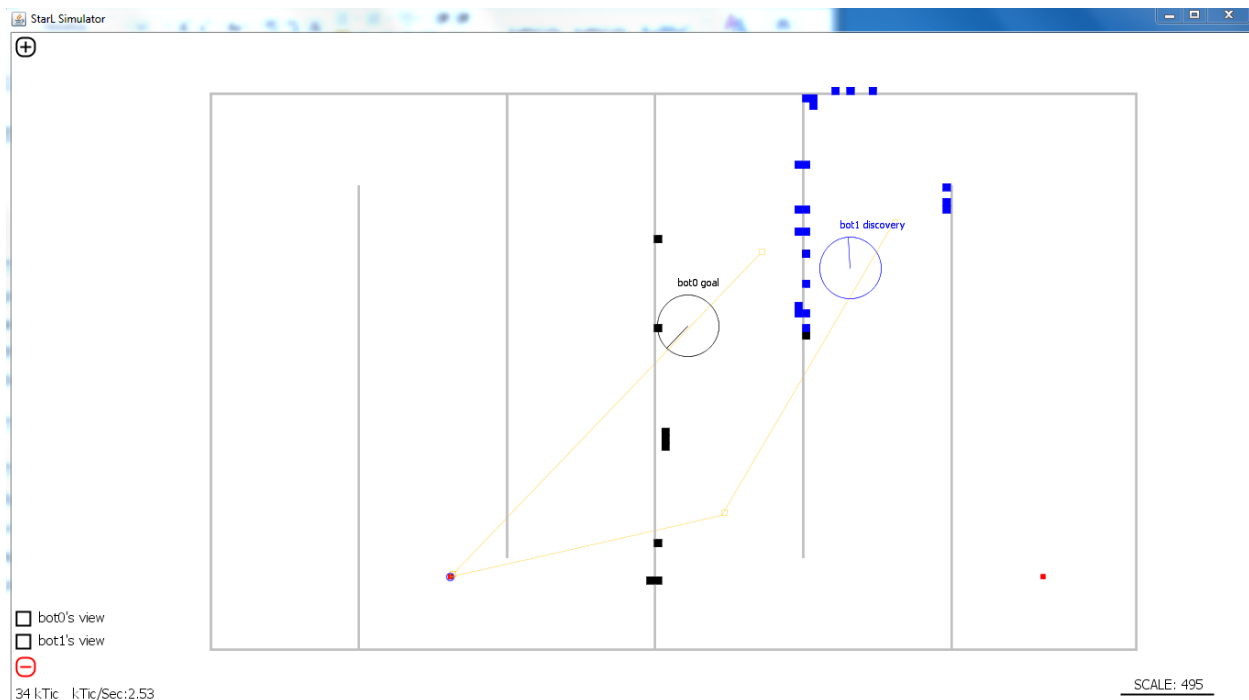 StarL Simulator
bot1 discovery
bot0 goal
bot0's view
bot1's view
SCALE: 495
34 kTic kTic/Sec:2.53